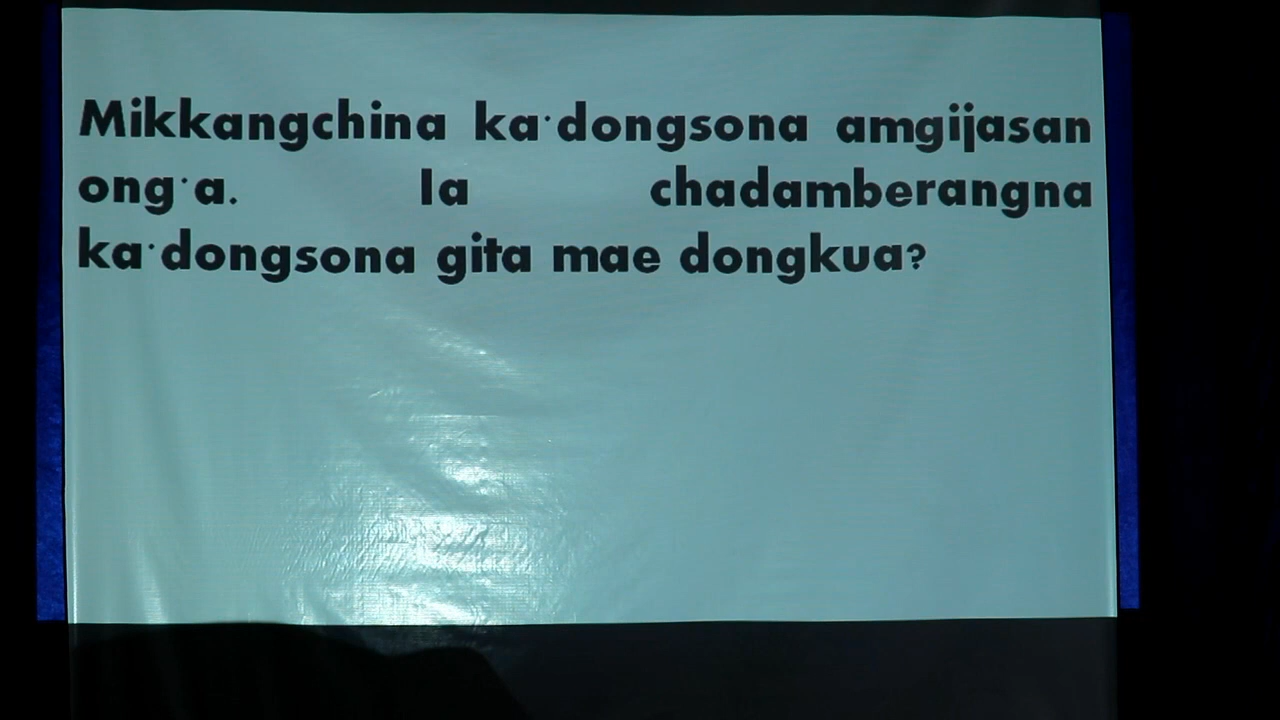 Mikkangchina ka·dongsona amgijasan
ong·a. Ia chadamberangna
ka·dongsona gita mae dongkua?